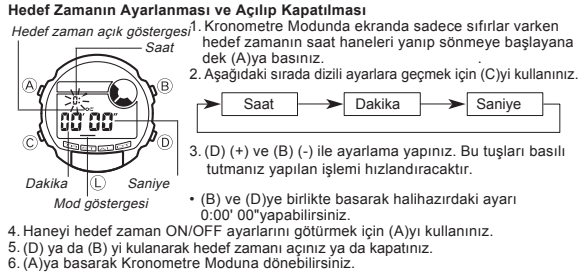 Hedef Zamanın Ayarlanması ve Açılıp Kapatılması
Hedef zaman açık göstergesi
Saat
A
B
C
D
L
0:
00' 00"
Dakika
Saniye
Mod göstergesi
1. Kronometre Modunda ekranda sadece sıfırlar varken
hedef zamanın saat haneleri yanıp sönmeye başlayana
dek (A)ya basınız.
2. Aşağıdaki sırada dizili ayarlara geçmek için (C)yi kullanınız.
Saat
Dakika
Saniye
3. (D) (+) ve (B) (-) ile ayarlama yapınız. Bu tuşları basılı
tutmanız yapılan işlemi hızlandıracaktır.
• (B) ve (D)ye birlikte basarak halihazırdaki ayarı
0:00' 00"yapabilirsiniz.
4. Haneyi hedef zaman ON/OFF ayarlarını götürmek için (A)yı kullanınız.
5. (D) ya da (B) yi kulanarak hedef zamanı açınız ya da kapatınız.
6. (A)ya basarak Kronometre Moduna dönebilirsiniz.